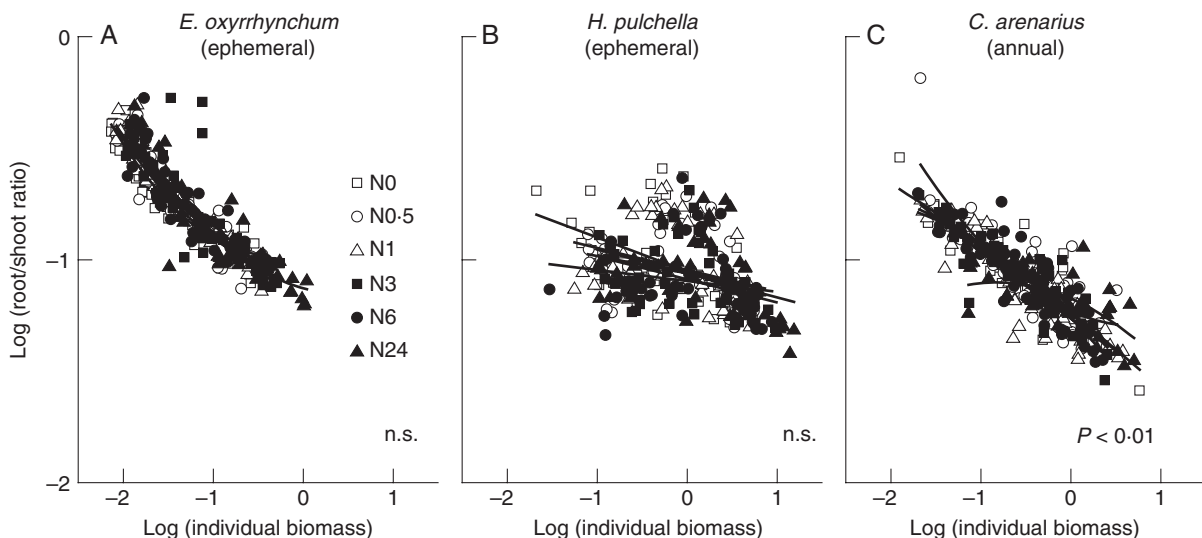 A
E. oxyrrhynchum
(ephemeral)
B
H. pulchella
(ephemeral)
C
C. arenarius
(annual)
0
−1
−2
Log (root/shoot ratio)
N0
N0·5
N1
N3
N6
N24
n.s.
n.s.
P < 0·01
−2 −1 0 1
−2 −1 0 1
−2 −1 0 1
Log (individual biomass)
Log (individual biomass)
Log (individual biomass)